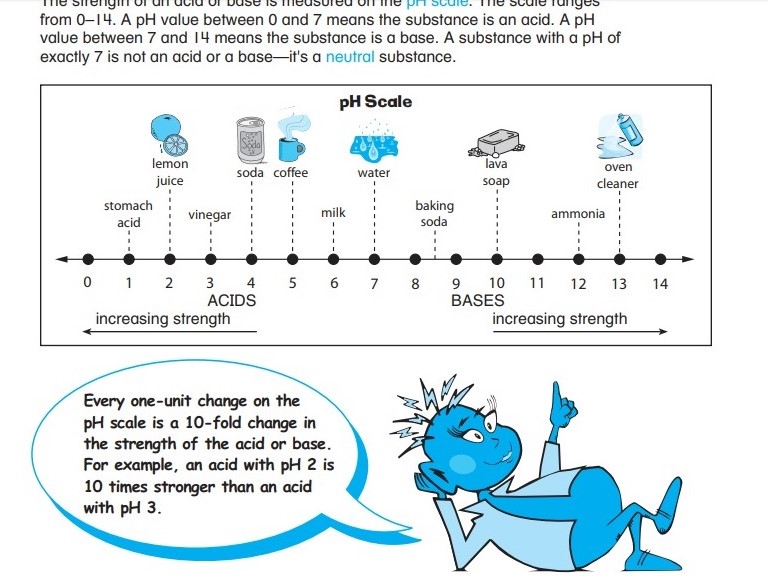 The strength of an acid or base is measured on the pH scale. The scale ranges
from 0–14. A pH value between 0 and 7 means the substance is an acid. A pH
value between 7 and 14 means the substance is a base. A substance with a pH of
exactly 7 is not an acid or a base—it's a neutral substance.
pH Scale
lemon
juice
Soda
soda
coffee
water
lava
soap
oven
cleaner
stomach
acid
vinegar
milk
baking
soda
ammonia
0 1 2 3 4 5 6 7 8 9 10 11 12 13 14
ACIDS BASES
increasing strength increasing strength
Every one-unit change on the
pH scale is a 10-fold change in
the strength of the acid or base.
For example, an acid with pH 2 is
10 times stronger than an acid
with pH 3.